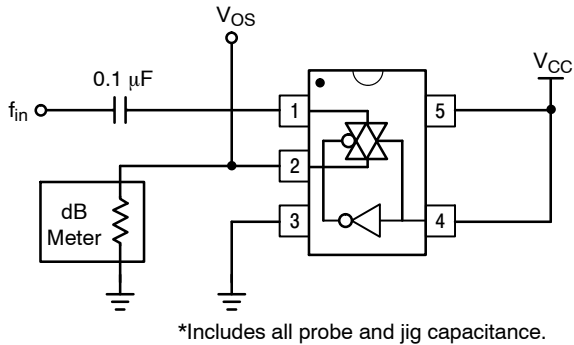 V_OS
0.1 μF
V_CC
f_in
1
5
2
dB
Meter
3
4
*Includes all probe and jig capacitance.